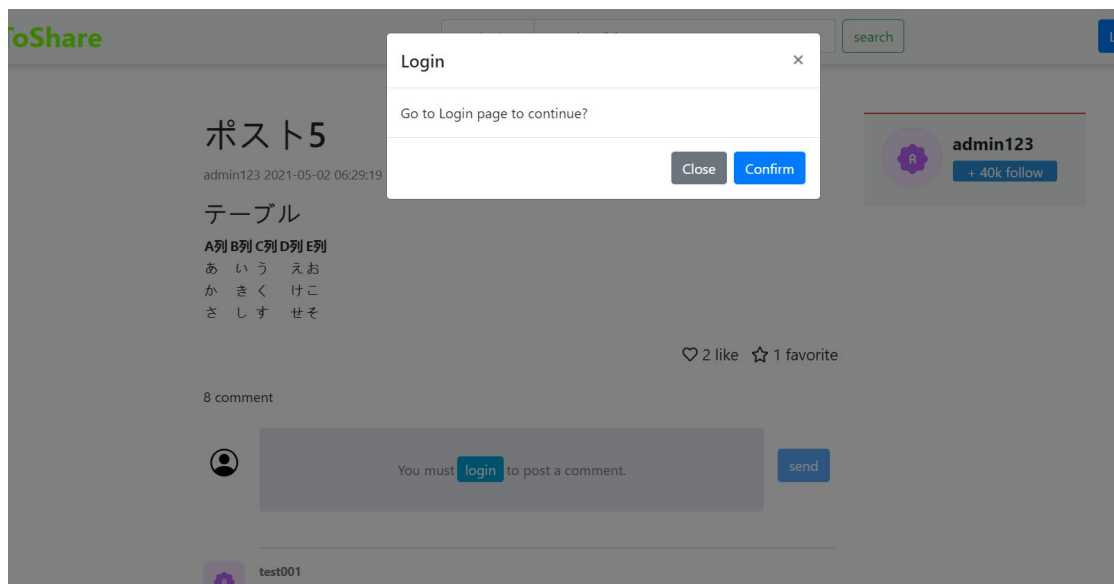 oShare
search
Login
×
Go to Login page to continue?
Close Confirm
ポスト5
admin123 2021-05-02 06:29:19
admin123
+ 40k follow
テーブル
A列 B列 C列 D列 E列
あ い う え お
か き く け こ
さ し す せ そ
2 like 1 favorite
8 comment
You must login to post a comment.
send
test001